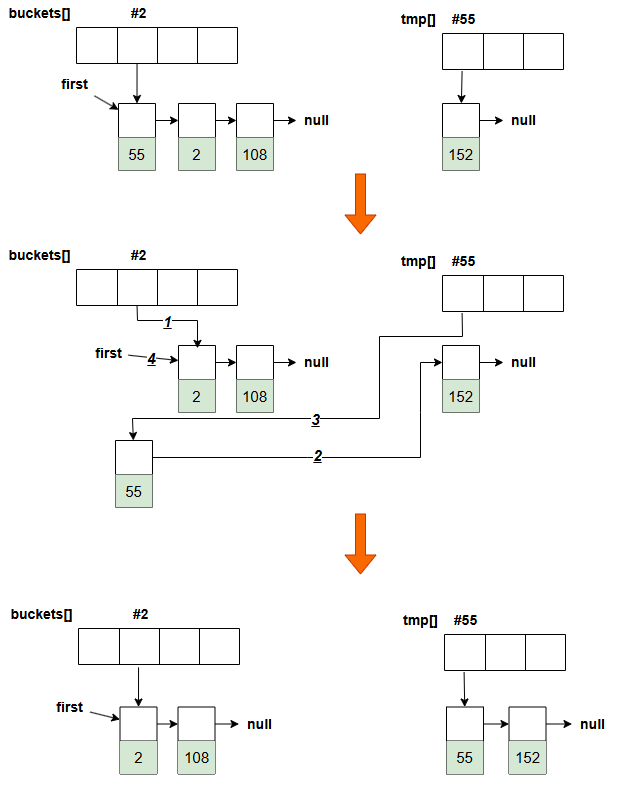 buckets[] #2
tmp[] #55
first
null
null
55 2 108
152
buckets[] #2
tmp[] #55
1
first 4
null
null
2 108
152
3
2
55
buckets[] #2
tmp[] #55
first
null
null
2 108
55 152